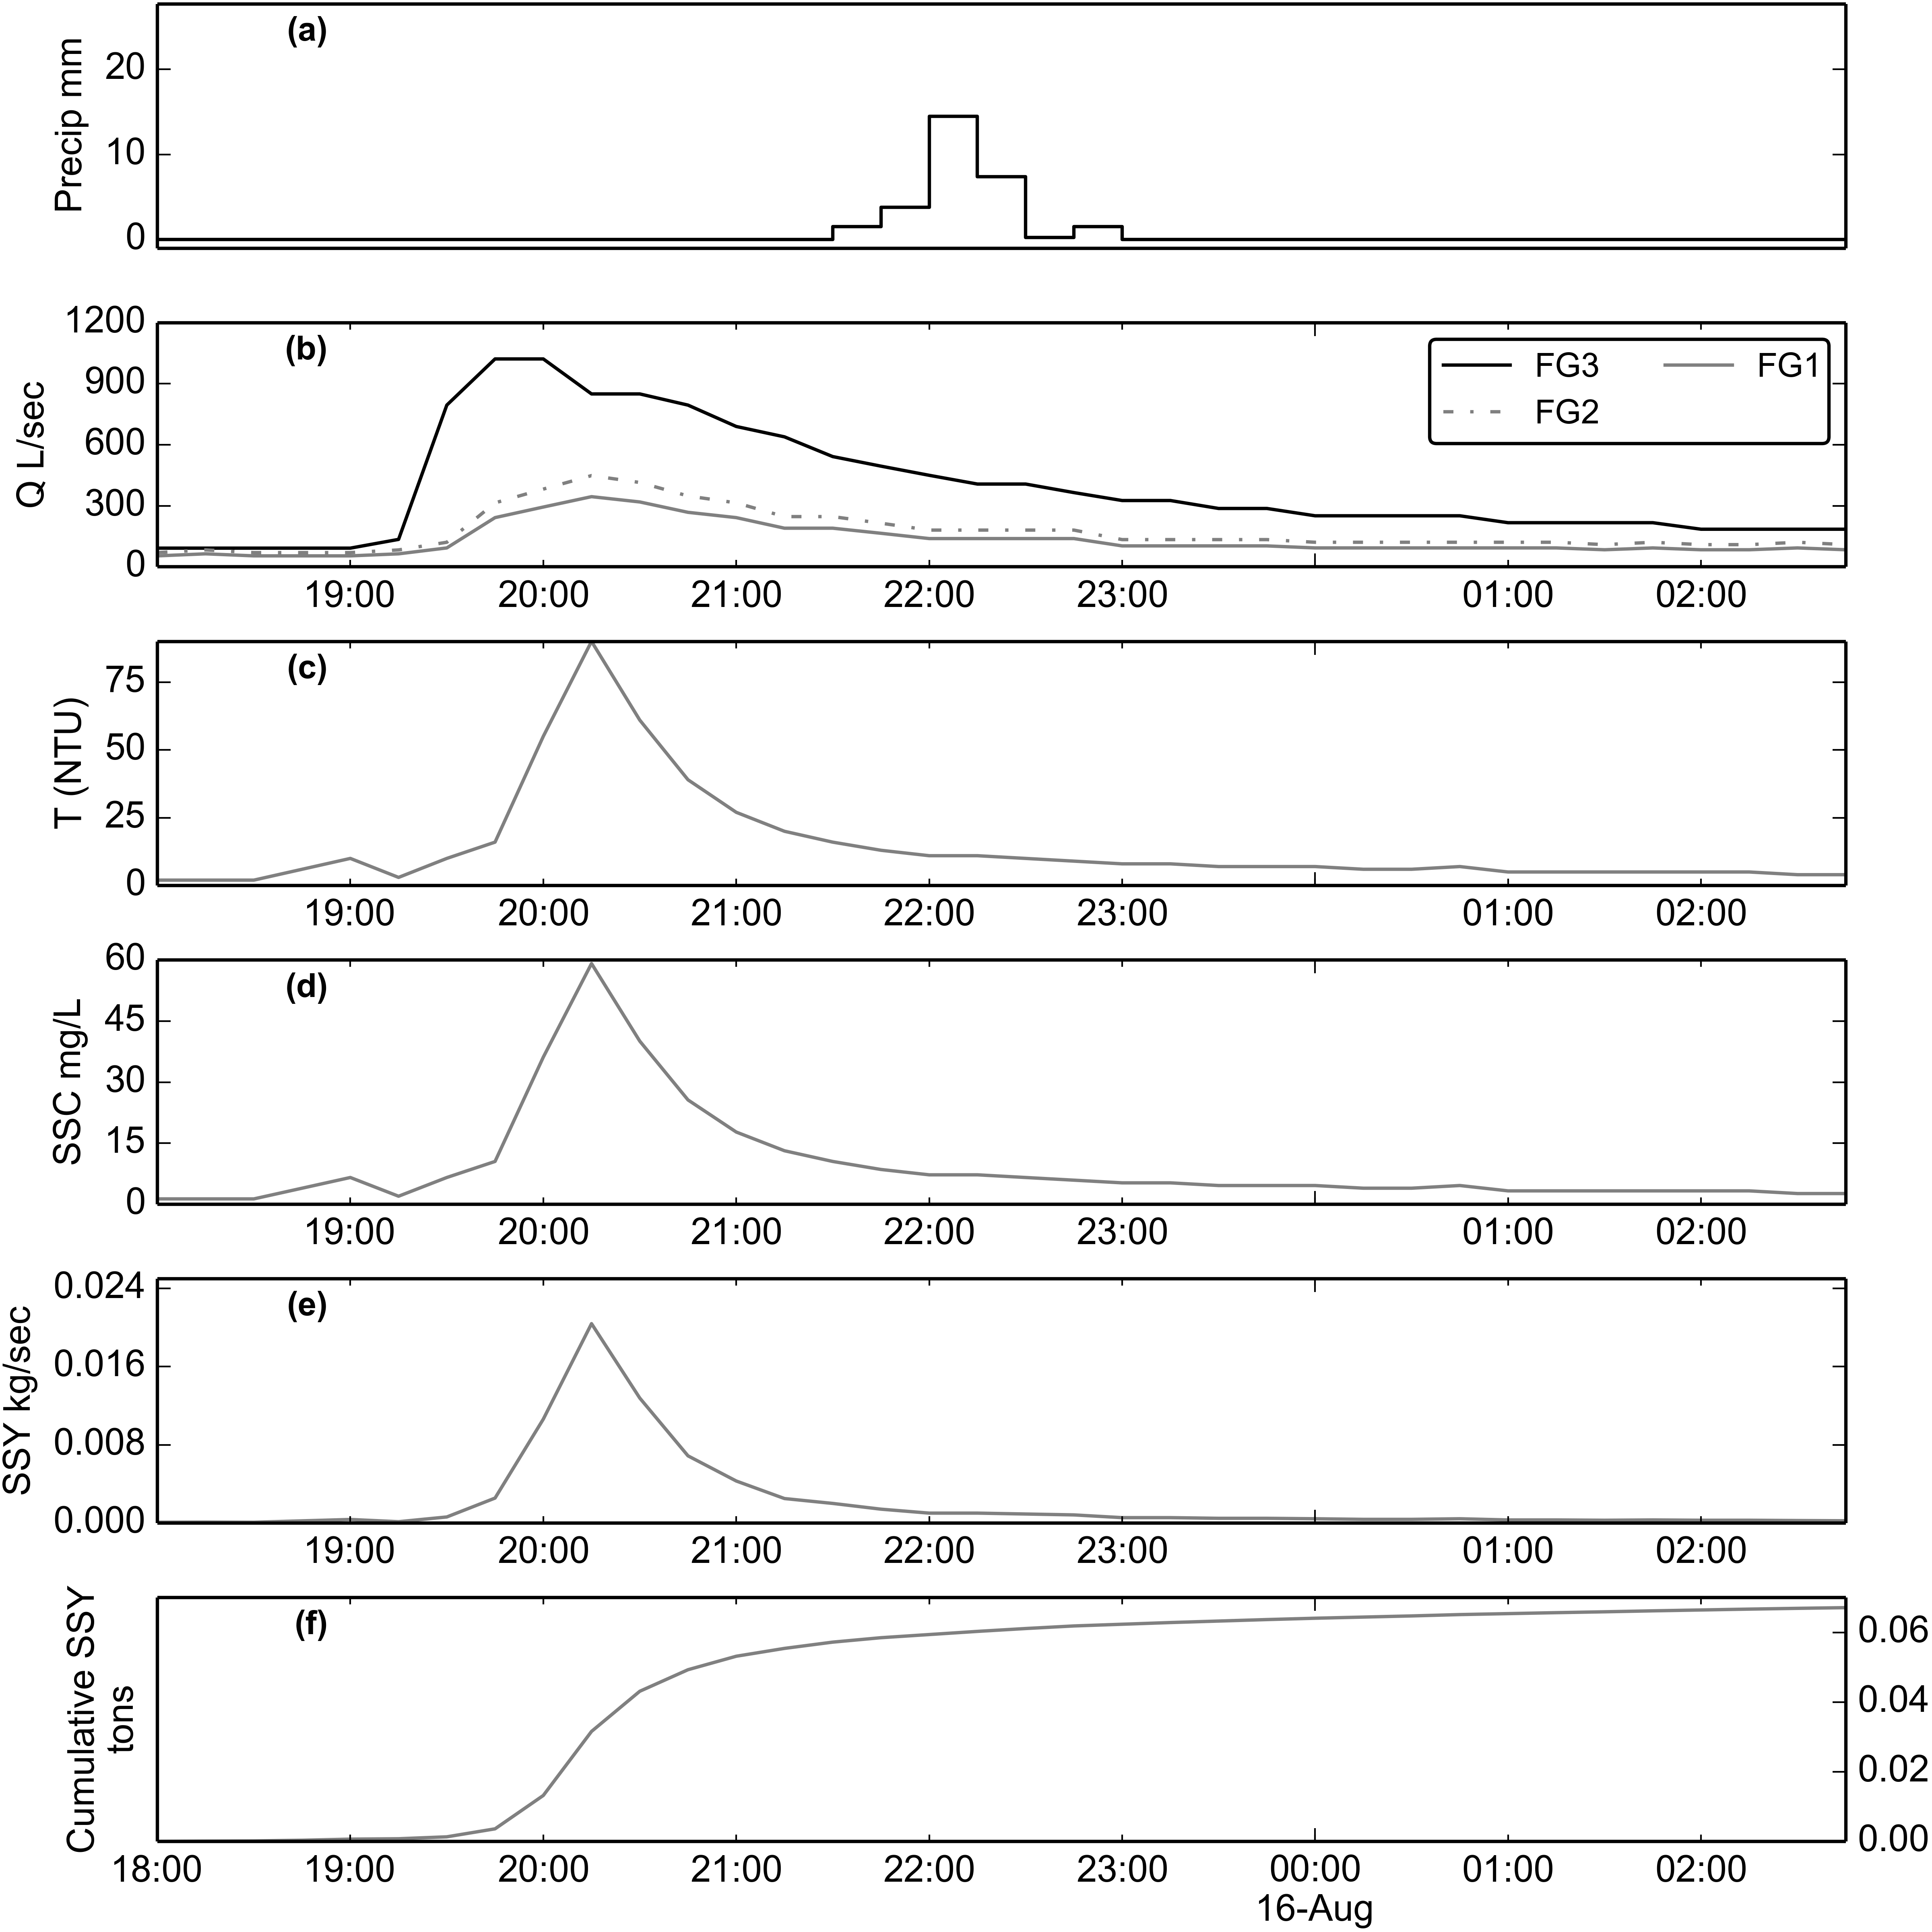 (a)
Precip mm
20
10
0
(b)
Q L/sec
1200
900
600
300
0
FG3
FG1
FG2
19:00 20:00 21:00 22:00 23:00 01:00 02:00
(c)
T (NTU)
75
50
25
0
19:00 20:00 21:00 22:00 23:00 01:00 02:00
(d)
SSC mg/L
60
45
30
15
0
19:00 20:00 21:00 22:00 23:00 01:00 02:00
(e)
SSY kg/sec
0.024
0.016
0.008
0.000
19:00 20:00 21:00 22:00 23:00 01:00 02:00
(f)
Cumulative SSY
tons
0.06
0.04
0.02
0.00
18:00 19:00 20:00 21:00 22:00 23:00 00:00 01:00 02:00
16-Aug